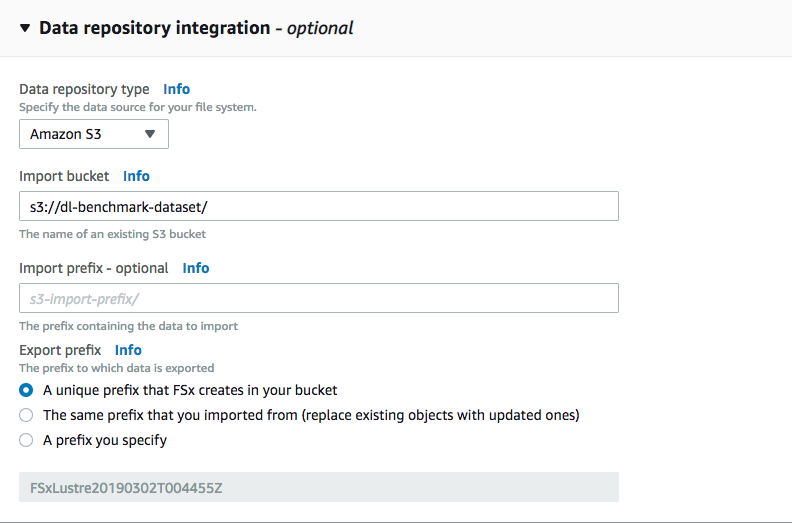 Data repository integration - optional
Data repository type Info
Specify the data source for your file system.
Amazon S3
Import bucket Info
s3://dl-benchmark-dataset/
The name of an existing S3 bucket
Import prefix - optional Info
s3-import-prefix/
The prefix containing the data to import
Export prefix Info
The prefix to which data is exported
A unique prefix that FSx creates in your bucket
The same prefix that you imported from (replace existing objects with updated ones)
A prefix you specify
FSxLustre20190302T004455Z